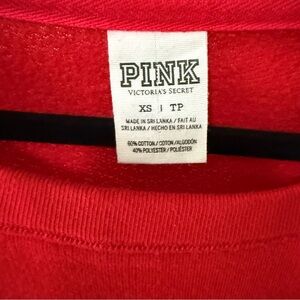 PINK
VICTORIA'S SECRET
XS | TP
MADE IN SRI LANKA / FAIT AU
SRI LANKA / HECHO EN SRI LANKA
60% COTTON / COTON / ALGODÓN
40% POLYESTER / POLIÉSTER